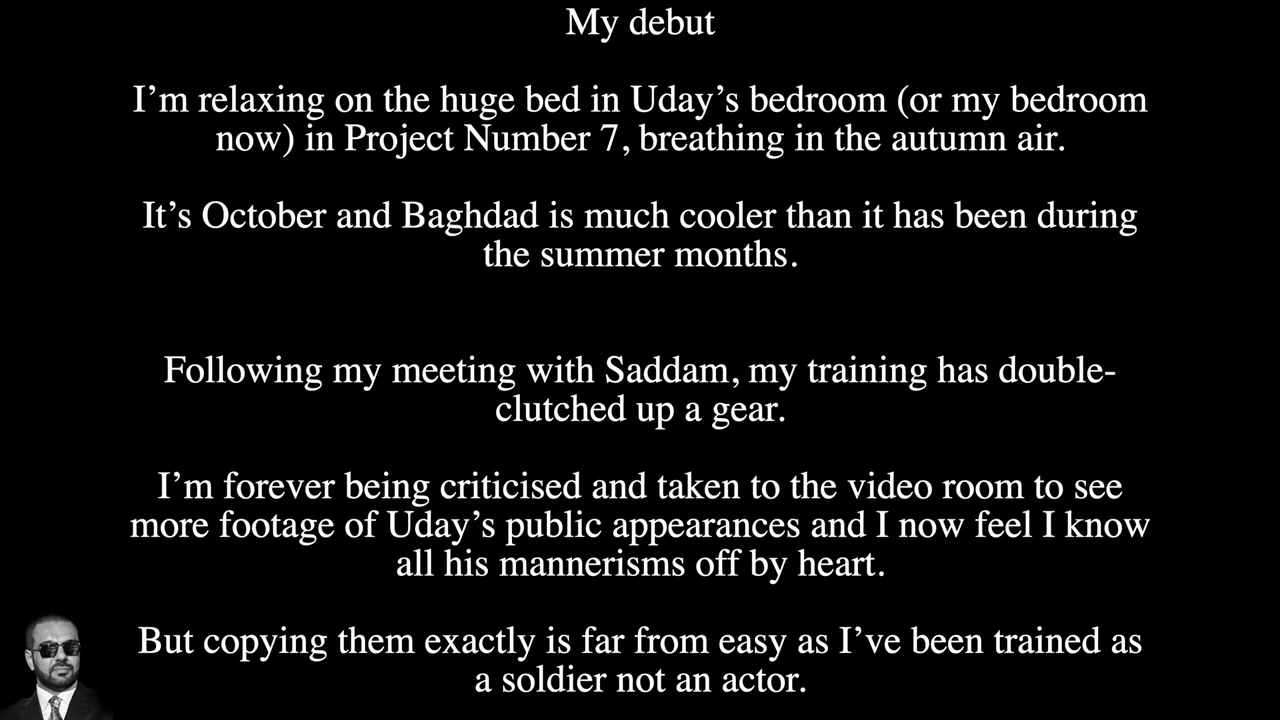 My debut
I’m relaxing on the huge bed in Uday’s bedroom (or my bedroom
now) in Project Number 7, breathing in the autumn air.
It’s October and Baghdad is much cooler than it has been during
the summer months.
Following my meeting with Saddam, my training has double-
clutched up a gear.
I’m forever being criticised and taken to the video room to see
more footage of Uday’s public appearances and I now feel I know
all his mannerisms off by heart.
But copying them exactly is far from easy as I’ve been trained as
a soldier not an actor.